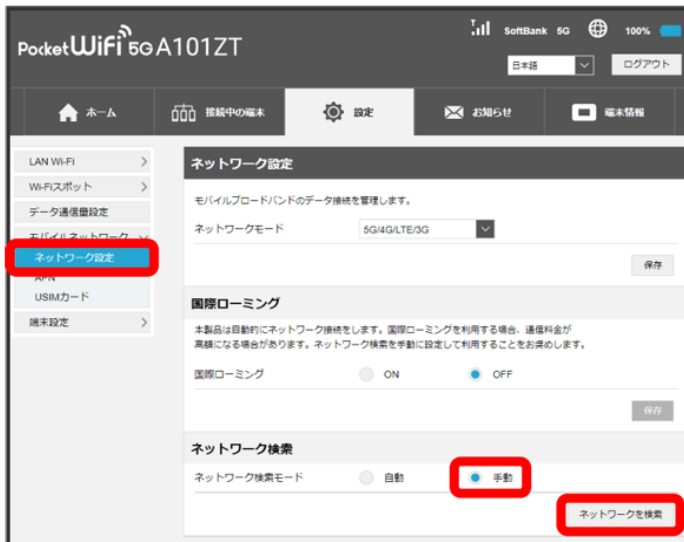 Pocket WiFi 5G A101ZT
SoftBank 5G 100%
日本語 ログアウト
ホーム 接続中の端末 設定 お知らせ 端末情報
LAN Wi-Fi
Wi-Fiスポット
データ通信量設定
モバイルネットワーク
ネットワーク設定
APN
USIMカード
端末設定
ネットワーク設定
モバイルブロードバンドのデータ接続を管理します。
ネットワークモード 5G/4G/LTE/3G
保存
国際ローミング
本製品は自動的にネットワーク接続をします。国際ローミングを利用する場合、通信料金が
高額になる場合があります。ネットワーク検索を手動に設定して利用することをお奨めします。
国際ローミング ON OFF
保存
ネットワーク検索
ネットワーク検索モード 自動 手動
ネットワークを検索